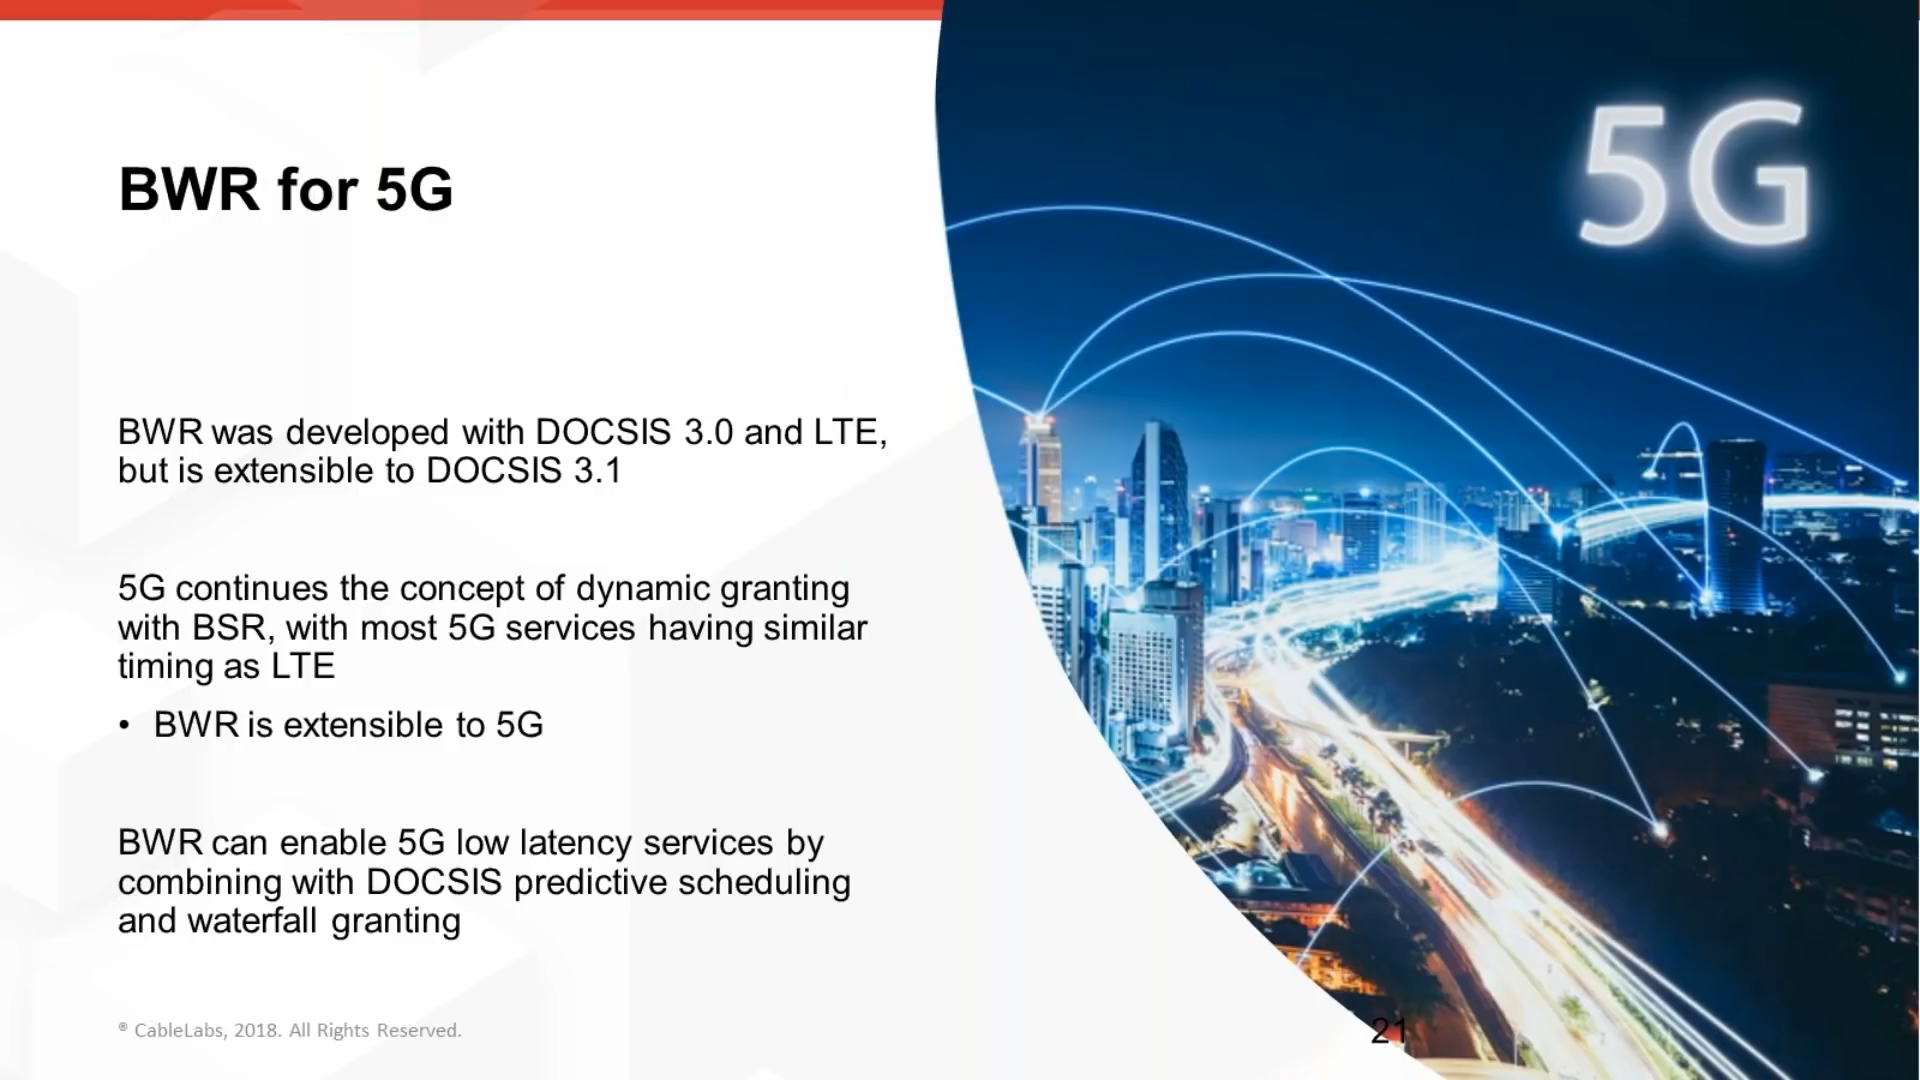 5G
BWR for 5G
BWR was developed with DOCSIS 3.0 and LTE,
but is extensible to DOCSIS 3.1
5G continues the concept of dynamic granting
with BSR, with most 5G services having similar
timing as LTE
• BWR is extensible to 5G
BWR can enable 5G low latency services by
combining with DOCSIS predictive scheduling
and waterfall granting
® CableLabs, 2018. All Rights Reserved.
21